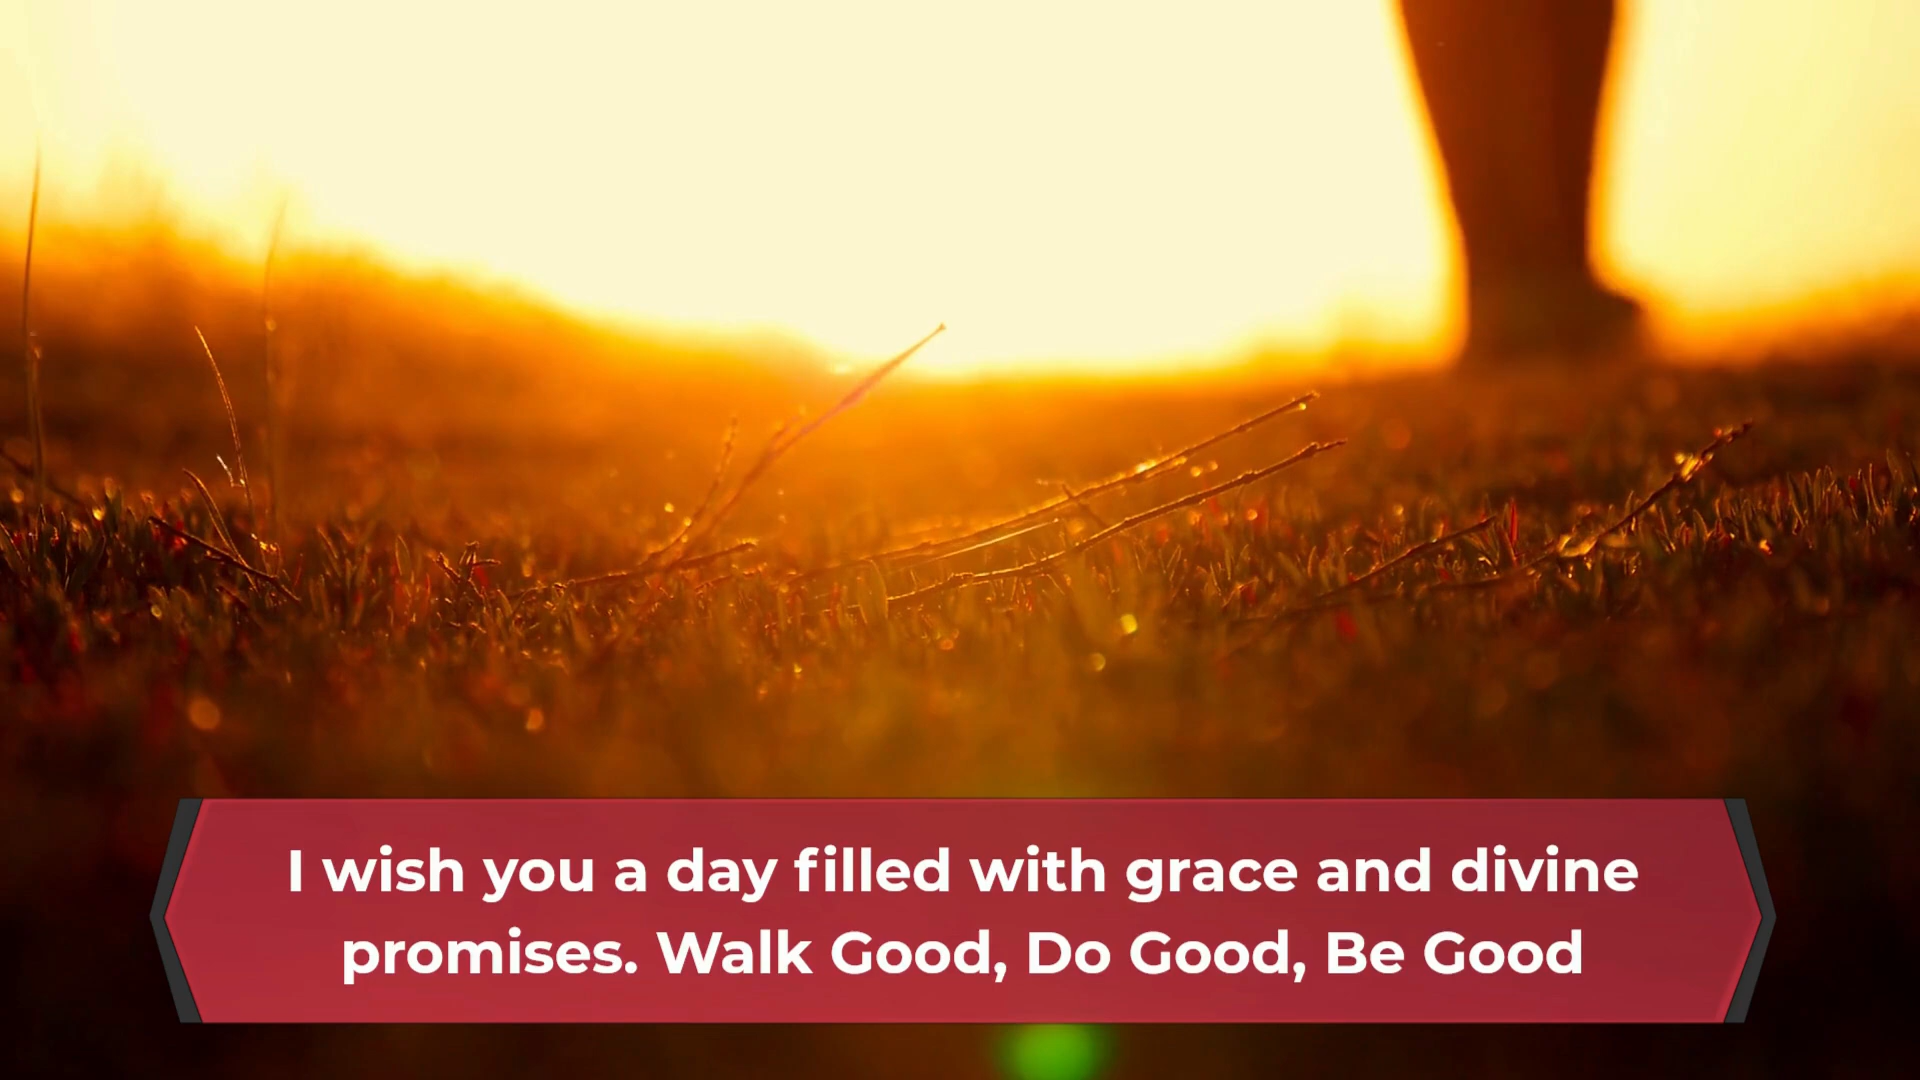 I wish you a day filled with grace and divine
promises. Walk Good, Do Good, Be Good